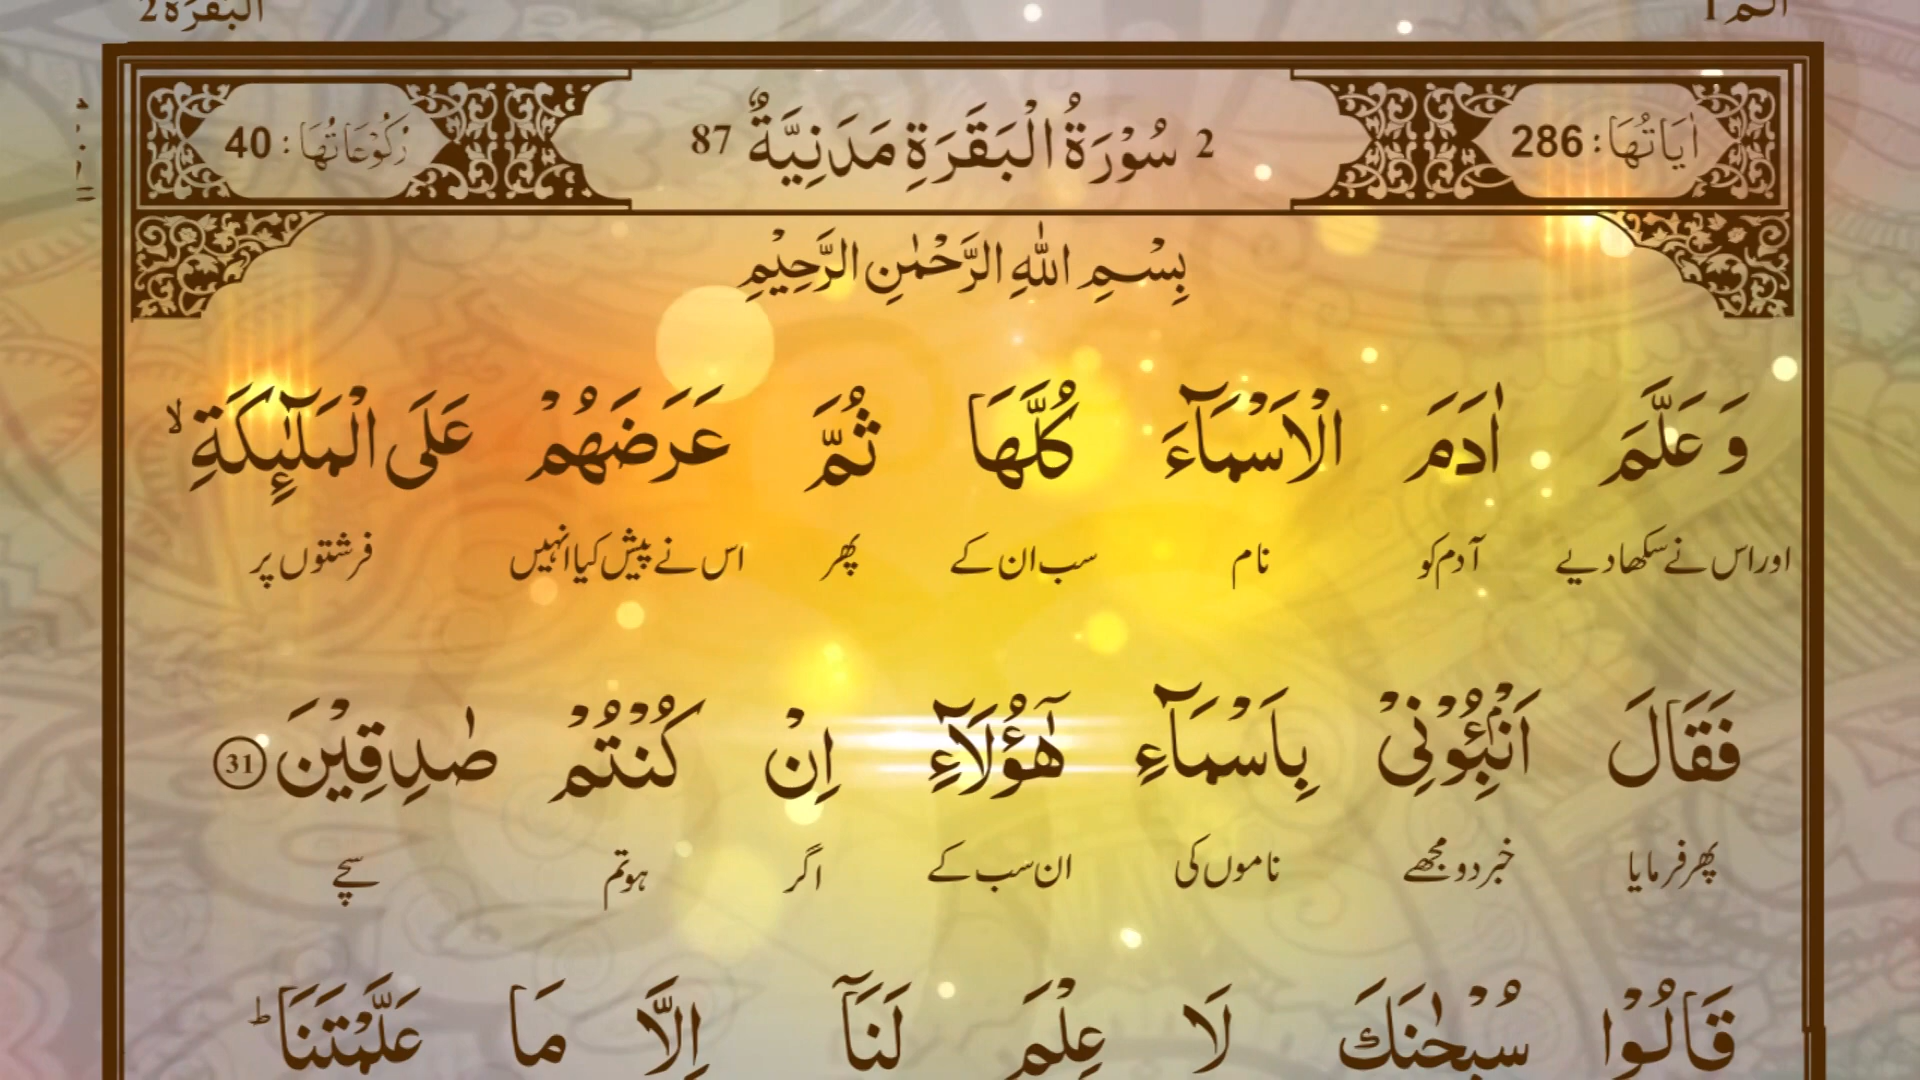 الٓمّٓ 1 البقرة 2
اٰيَاتُهَا: 286 2 سُوْرَةُ الْبَقَرَةِ مَدَنِيَّةٌ 87 رُكُوْعَاتُهَا: 40
بِسْمِ اللّٰهِ الرَّحْمٰنِ الرَّحِيْمِ
وَ عَلَّمَ اٰدَمَ الْاَسْمَآءَ كُلَّهَا ثُمَّ عَرَضَهُمْ عَلَى الْمَلٰٓىِٕكَةِ ۙ
اور اس نے سکھا دیے آدم کو نام سب ان کے پھر اس نے پیش کیا انہیں فرشتوں پر
فَقَالَ اَنْۢبِـُٔوْنِیْ بِاَسْمَآءِ هٰۤؤُلَآءِ اِنْ كُنْتُمْ صٰدِقِیْنَ 31
پھر فرمایا خبر دو مجھے ناموں کی ان سب کے اگر ہو تم سچے
قَالُوْا سُبْحٰنَكَ لَا عِلْمَ لَنَاۤ اِلَّا مَا عَلَّمْتَنَا ؕ